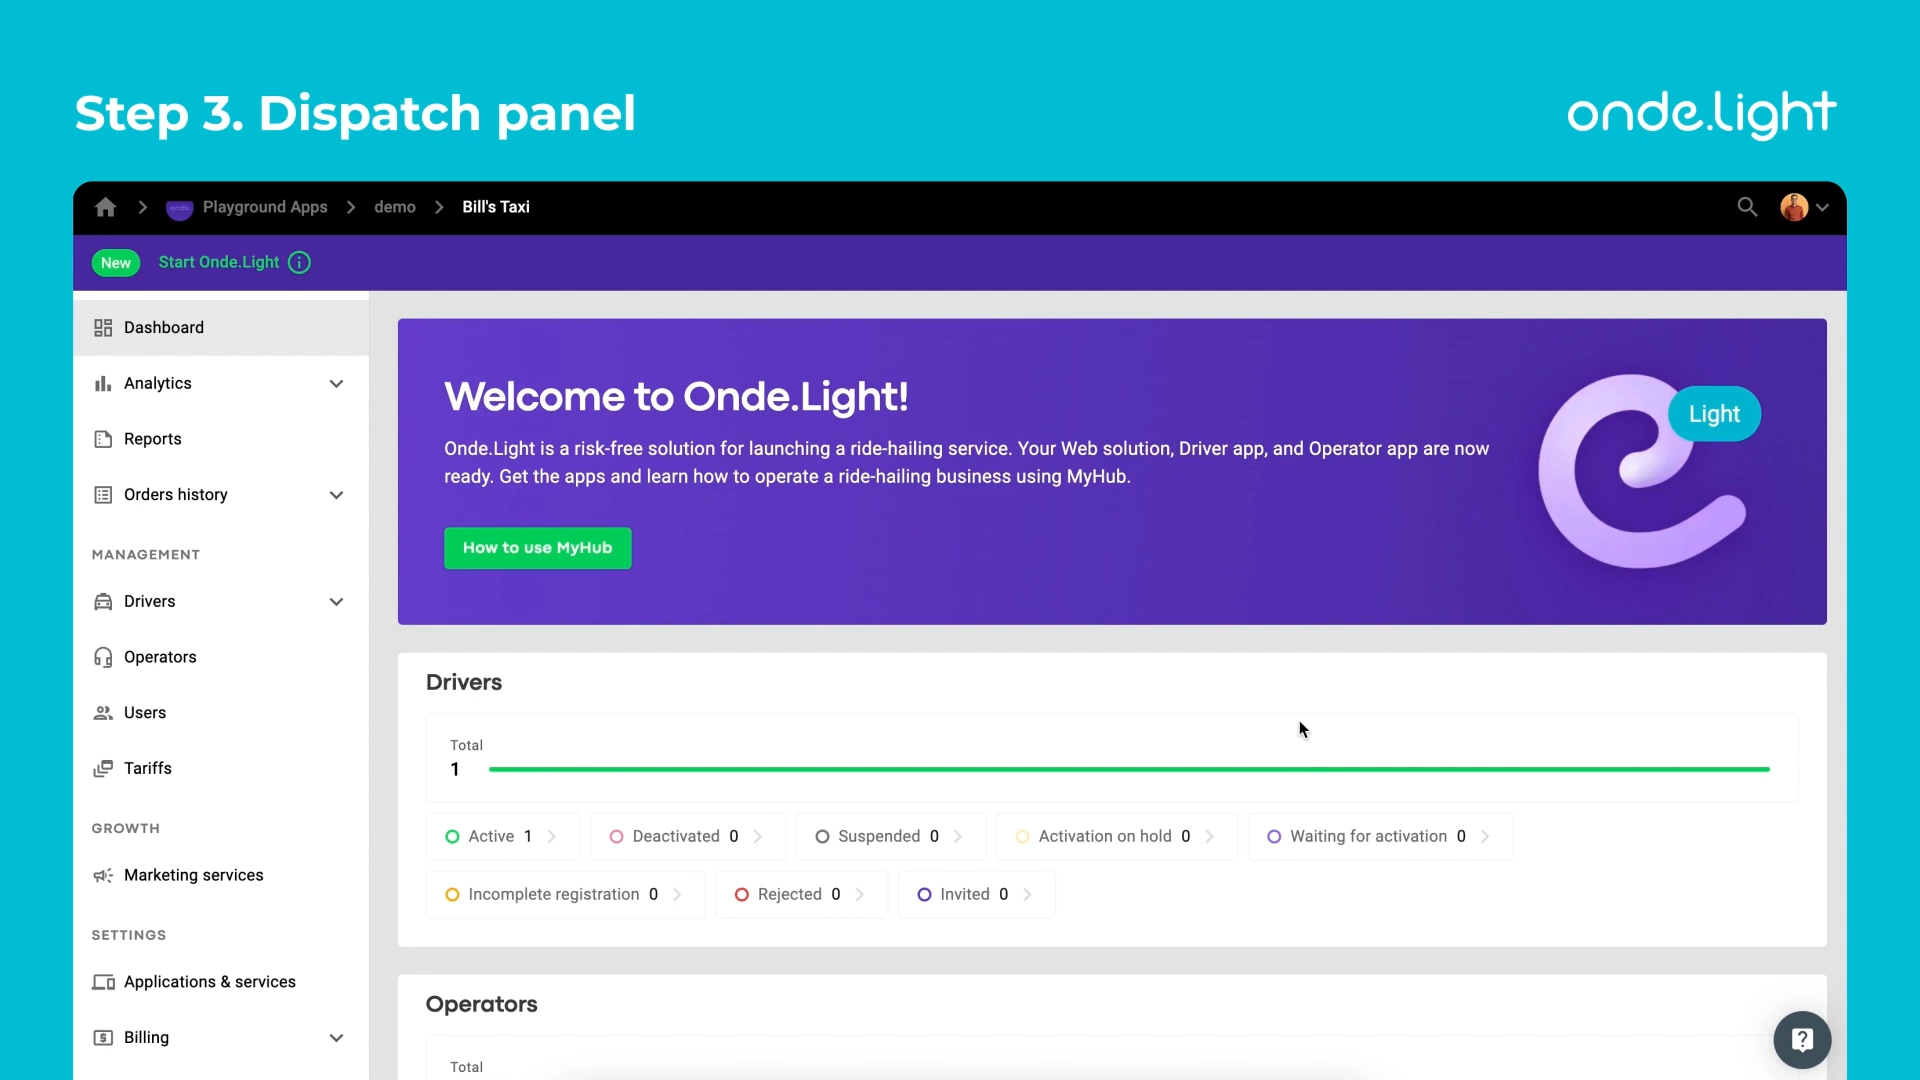 Step 3. Dispatch panel
onde.light
onde. Playground Apps demo Bill's Taxi
New Start Onde.Light
Dashboard
Analytics
Reports
Orders history
MANAGEMENT
Drivers
Operators
Users
Tariffs
GROWTH
Marketing services
SETTINGS
Applications & services
Billing
Welcome to Onde.Light!
Onde.Light is a risk-free solution for launching a ride-hailing service. Your Web solution, Driver app, and Operator app are now
ready. Get the apps and learn how to operate a ride-hailing business using MyHub.
How to use MyHub
Light
Drivers
Total
1
Active 1 Deactivated 0 Suspended 0 Activation on hold 0 Waiting for activation 0
Incomplete registration 0 Rejected 0 Invited 0
Operators
Total